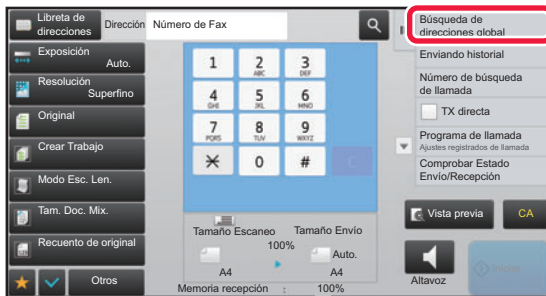 Libreta de
direcciones
Dirección
Número de Fax
Exposición
Auto.
Resolución
Superfino
Original
Crear Trabajo
Modo Esc. Len.
Tam. Doc. Mix.
Recuento de original
Otros
1
2
ABC
3
DEF
4
GHI
5
JKL
6
MNO
7
PQRS
8
TUV
9
WXYZ
0
#
C
Tamaño Escaneo
Tamaño Envío
100%
Auto.
A4
A4
Memoria recepción : 100%
Búsqueda de
direcciones global
Enviando historial
Número de búsqueda
de llamada
TX directa
Programa de llamada
Ajustes registrados de llamada
Comprobar Estado
Envío/Recepción
Vista previa
CA
Altavoz
Inicio